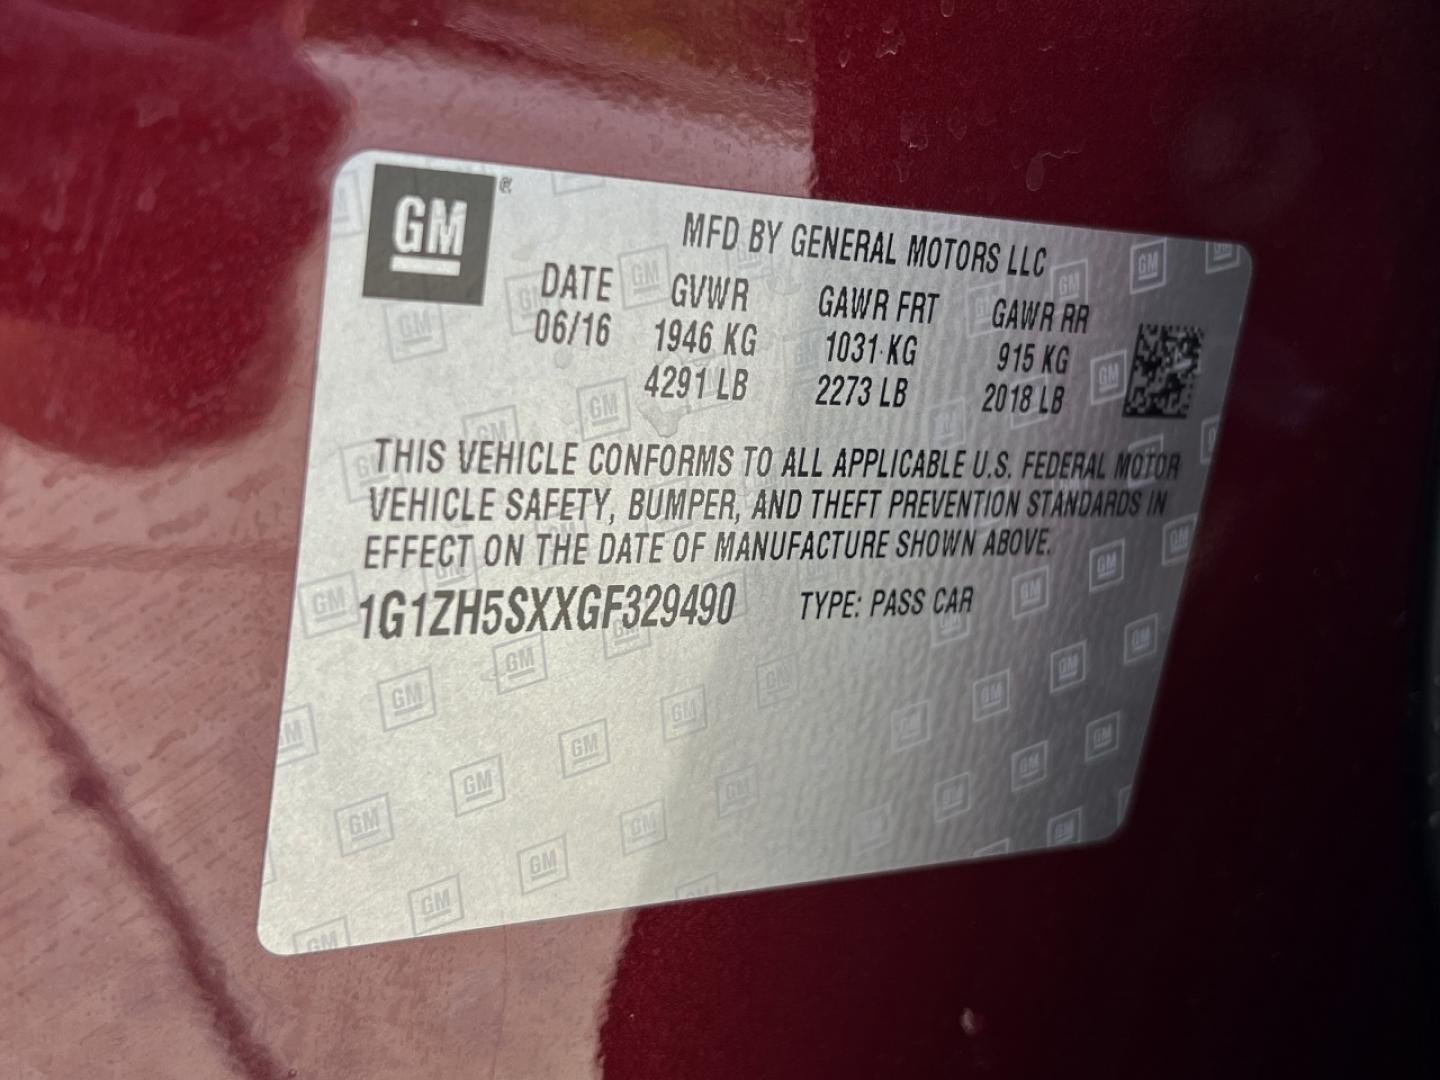 GM
MFD BY GENERAL MOTORS LLC
DATE GVWR GAWR FRT GAWR RR
06/16 1946 KG 1031 KG 915 KG
4291 LB 2273 LB 2018 LB
THIS VEHICLE CONFORMS TO ALL APPLICABLE U.S. FEDERAL MOTOR
VEHICLE SAFETY, BUMPER, AND THEFT PREVENTION STANDARDS IN
EFFECT ON THE DATE OF MANUFACTURE SHOWN ABOVE.
1G1ZH5SXXGF329490 TYPE: PASS CAR